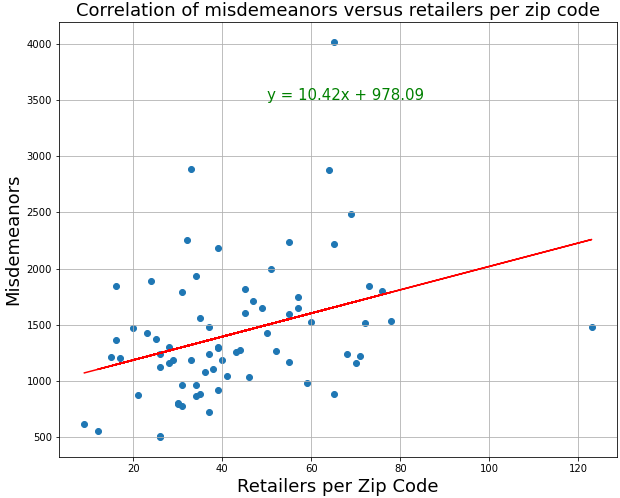 Correlation of misdemeanors versus retailers per zip code
4000
3500
3000
2500
2000
1500
1000
500
Misdemeanors
y = 10.42x + 978.09
20 40 60 80 100 120
Retailers per Zip Code